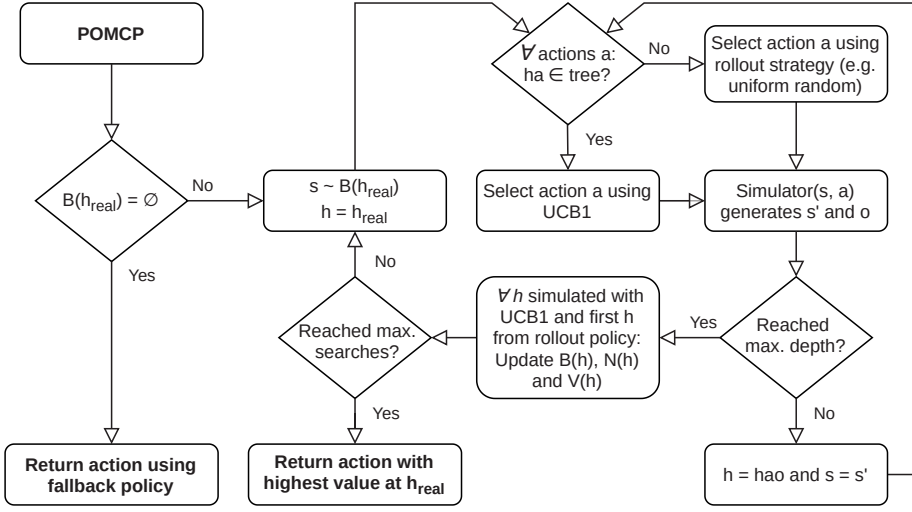 POMCP
B(h_real) = ∅
No
Yes
Return action using
fallback policy
s ~ B(h_real)
h = h_real
∀ actions a:
ha ∈ tree?
No
Yes
Select action a using
rollout strategy (e.g.
uniform random)
Select action a using
UCB1
Simulator(s, a)
generates s' and o
Reached
max. depth?
Yes
No
h = hao and s = s'
∀ h simulated with
UCB1 and first h
from rollout policy:
Update B(h), N(h)
and V(h)
Reached max.
searches?
No
Yes
Return action with
highest value at h_real